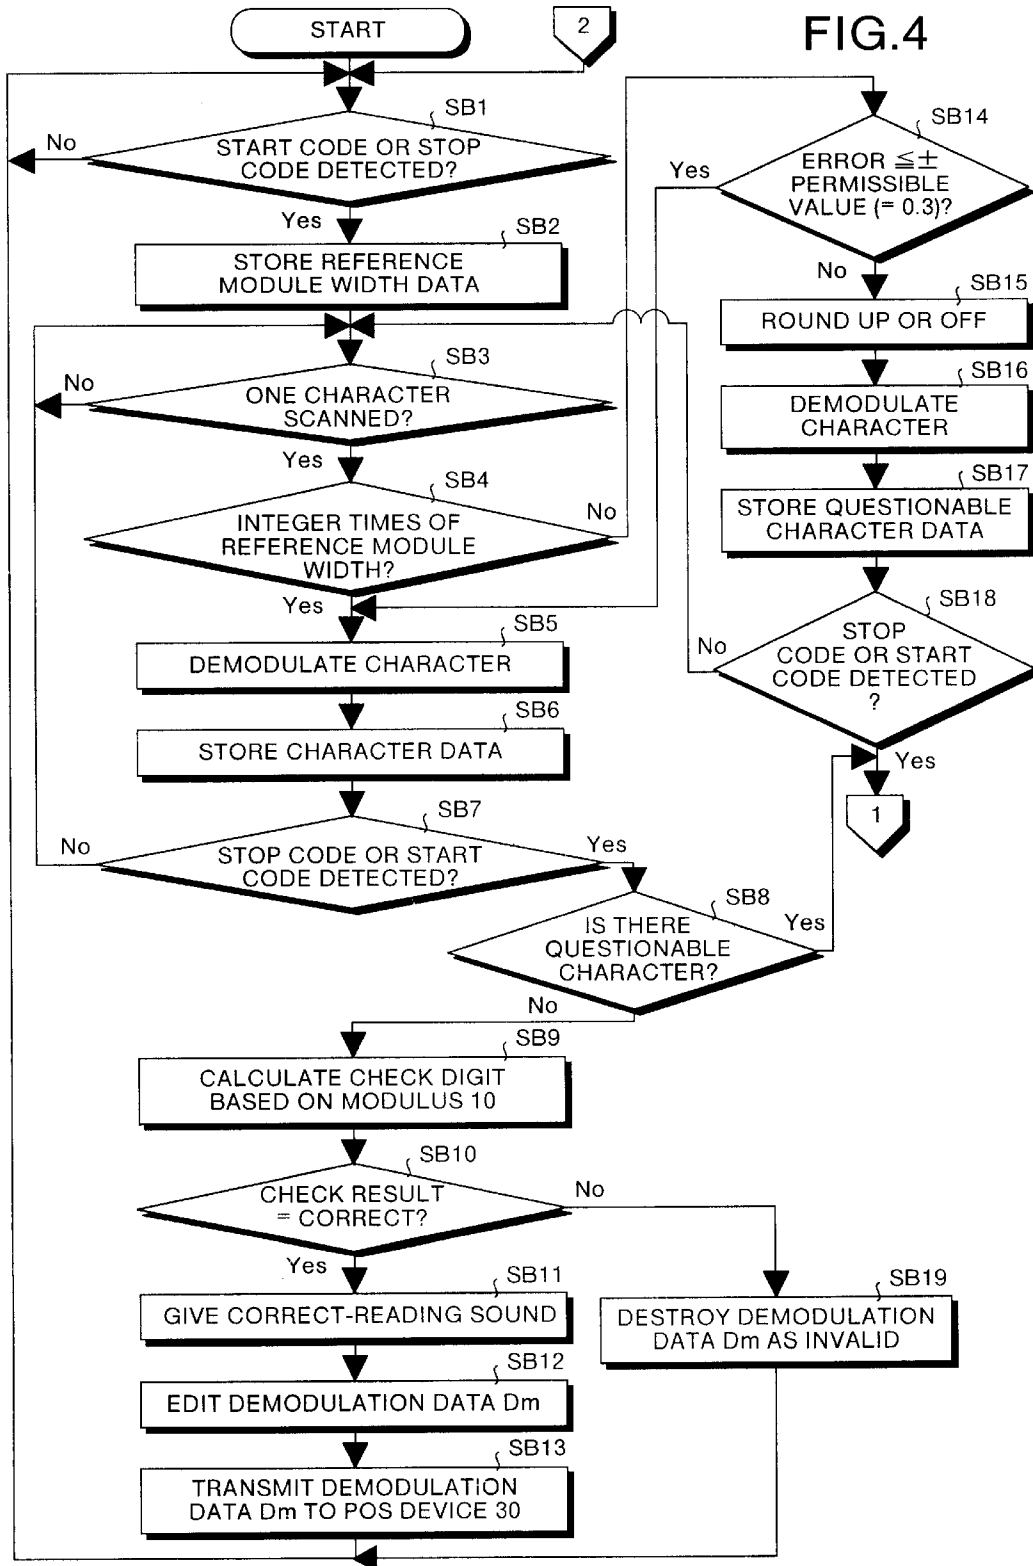 FIG.4
START
2
SB1
START CODE OR STOP
CODE DETECTED?
No
Yes
SB2
STORE REFERENCE
MODULE WIDTH DATA
SB3
ONE CHARACTER
SCANNED?
No
Yes
SB4
INTEGER TIMES OF
REFERENCE MODULE
WIDTH?
No
Yes
SB5
DEMODULATE CHARACTER
SB6
STORE CHARACTER DATA
SB7
STOP CODE OR START
CODE DETECTED?
No
Yes
SB8
IS THERE
QUESTIONABLE
CHARACTER?
Yes
No
SB9
CALCULATE CHECK DIGIT
BASED ON MODULUS 10
SB10
CHECK RESULT
= CORRECT?
No
Yes
SB11
GIVE CORRECT-READING SOUND
SB12
EDIT DEMODULATION DATA Dm
SB13
TRANSMIT DEMODULATION
DATA Dm TO POS DEVICE 30
SB14
ERROR ≦ ±
PERMISSIBLE
VALUE (= 0.3)?
Yes
No
SB15
ROUND UP OR OFF
SB16
DEMODULATE
CHARACTER
SB17
STORE QUESTIONABLE
CHARACTER DATA
SB18
STOP
CODE OR START
CODE DETECTED
?
No
Yes
1
SB19
DESTROY DEMODULATION
DATA Dm AS INVALID